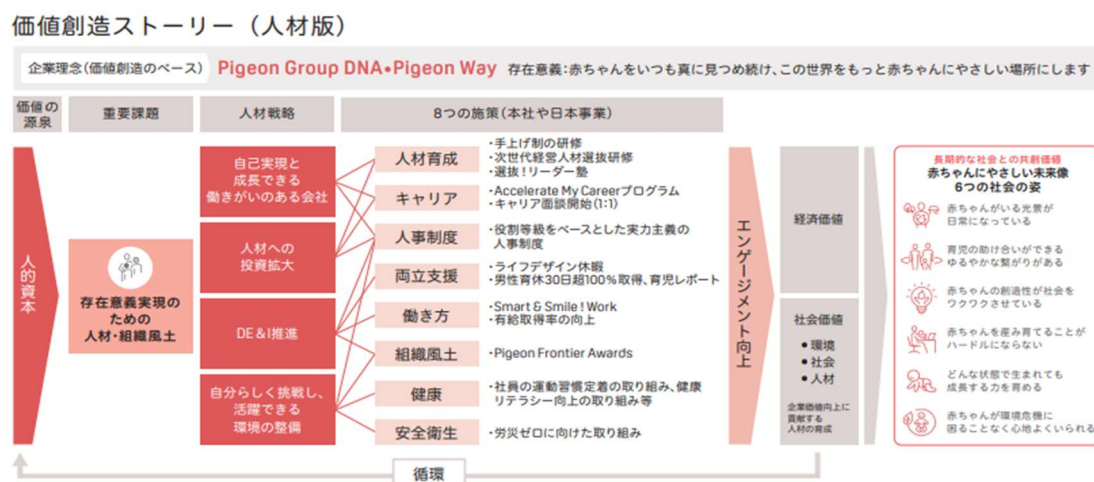 価値創造ストーリー（人材版）
企業理念(価値創造のベース) Pigeon Group DNA•Pigeon Way 存在意義:赤ちゃんをいつも真に見つめ続け、この世界をもっと赤ちゃんにやさしい場所にします
価値の
源泉
重要課題
人材戦略
8つの施策(本社や日本事業)
人的資本
存在意義実現の
ための
人材・組織風土
自己実現と
成長できる
働きがいのある会社
人材への
投資拡大
DE&I推進
自分らしく挑戦し、
活躍できる
環境の整備
人材育成
・手上げ制の研修
・次世代経営人材選抜研修
・選抜!リーダー塾
キャリア
・Accelerate My Careerプログラム
・キャリア面談開始(1:1)
人事制度
・役割等級をベースとした実力主義の
人事制度
両立支援
・ライフデザイン休暇
・男性育休30日超100%取得、育児レポート
働き方
・Smart & Smile! Work
・有給取得率の向上
組織風土
・Pigeon Frontier Awards
健康
・社員の運動習慣定着の取り組み、健康
リテラシー向上の取り組み等
安全衛生
・労災ゼロに向けた取り組み
エンゲージメント向上
経済価値
社会価値
● 環境
● 社会
● 人材
企業価値向上に
貢献する
人材の育成
長期的な社会との共創価値
赤ちゃんにやさしい未来像
6つの社会の姿
赤ちゃんがいる光景が
日常になっている
育児の助け合いができる
ゆるやかな繋がりがある
赤ちゃんの創造性が社会を
ワクワクさせている
赤ちゃんを産み育てることが
ハードルにならない
どんな状態で生まれても
成長する力を育める
赤ちゃんが環境危機に
困ることなく心地よくいられる
循環